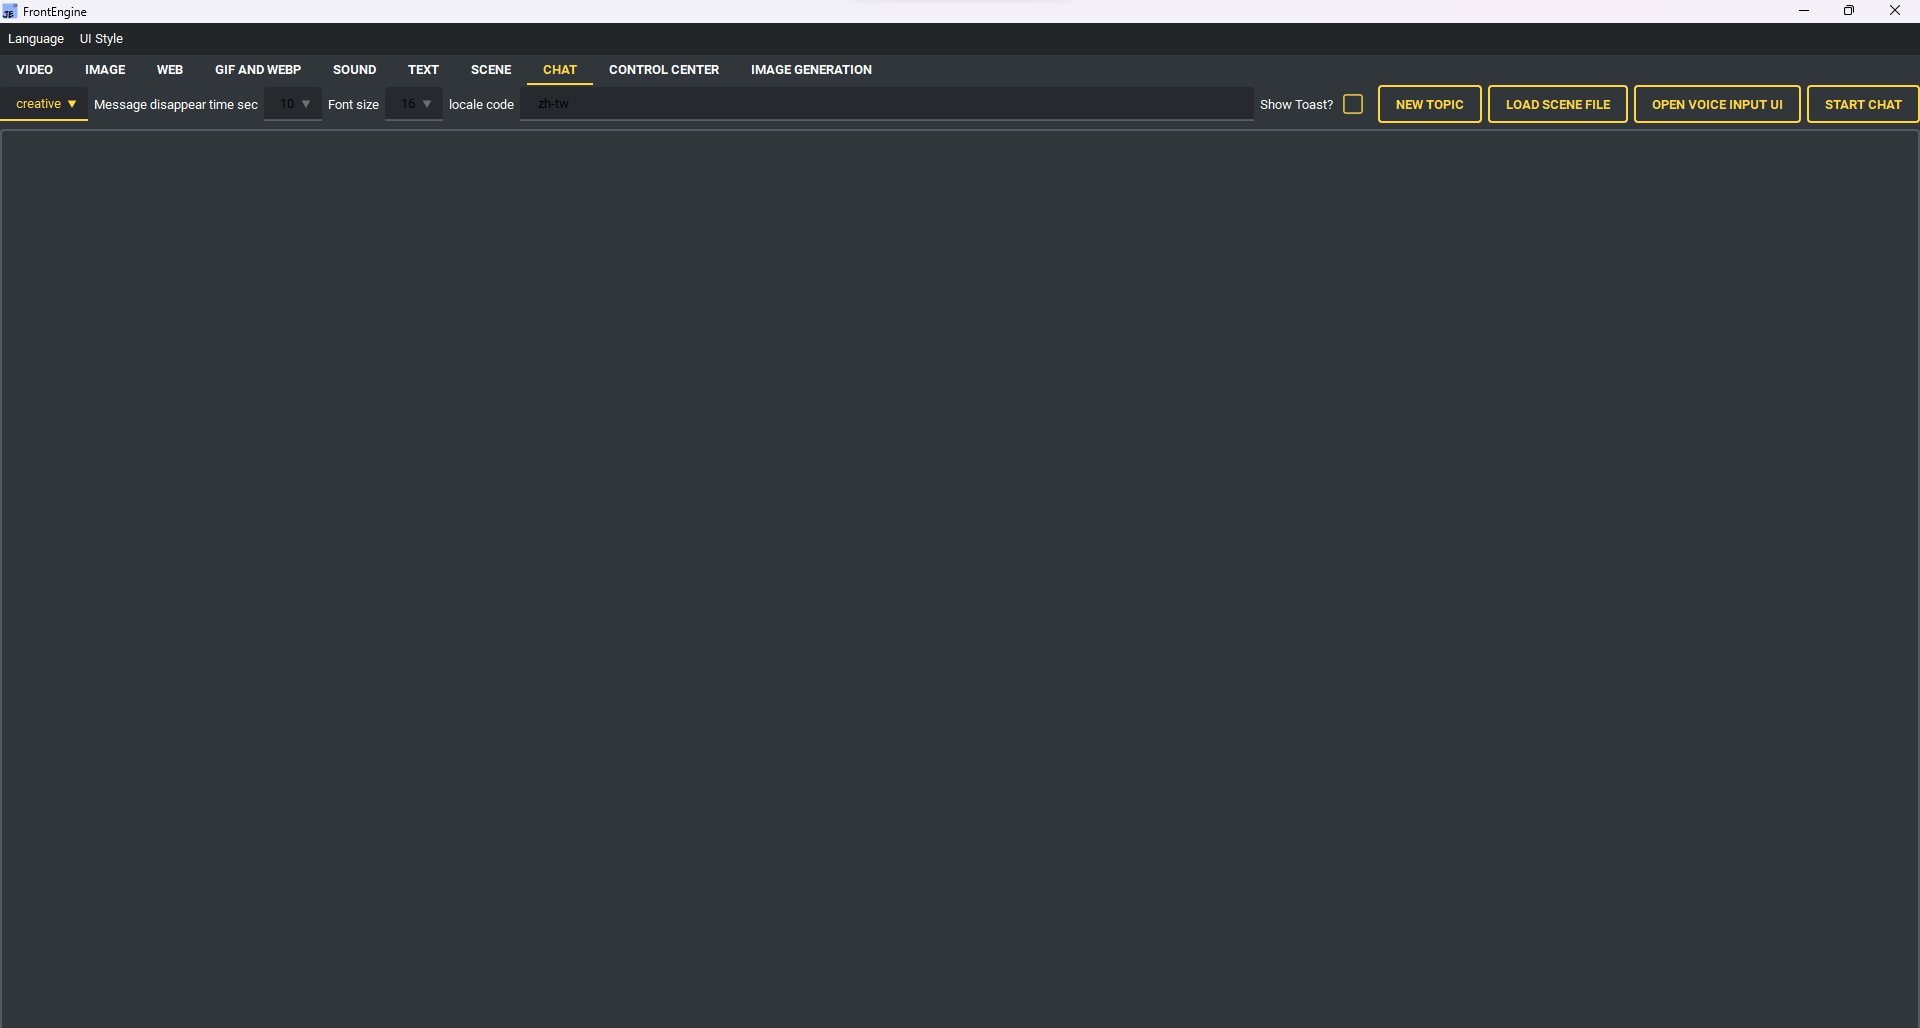 FrontEngine
Language UI Style
VIDEO IMAGE WEB GIF AND WEBP SOUND TEXT SCENE CHAT CONTROL CENTER IMAGE GENERATION
creative Message disappear time sec 10 Font size 16 locale code zh-tw Show Toast? NEW TOPIC LOAD SCENE FILE OPEN VOICE INPUT UI START CHAT